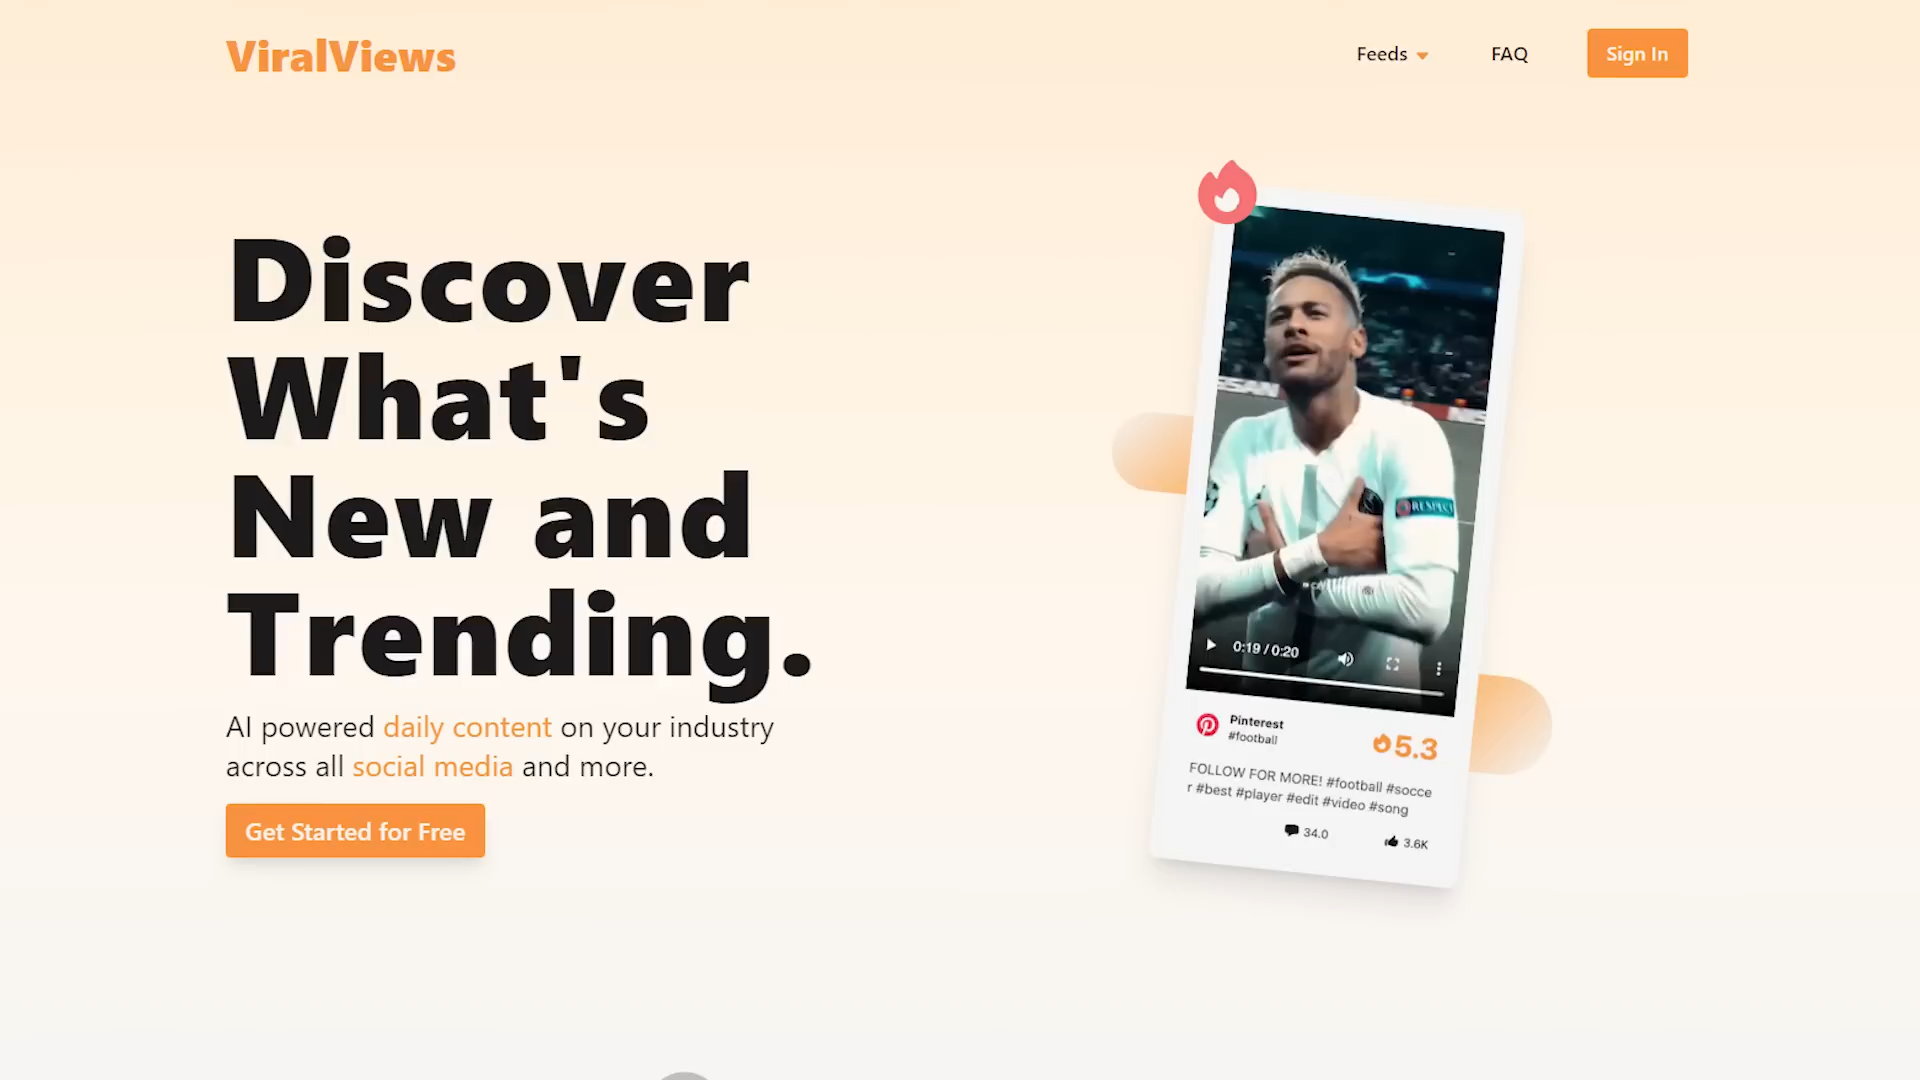 ViralViews
Feeds
FAQ
Sign In
Discover
What's
New and
Trending.
AI powered daily content on your industry
across all social media and more.
Get Started for Free
RESPECT
0:19 / 0:20
Pinterest
#football
5.3
FOLLOW FOR MORE! #football #socce
r #best #player #edit #video #song
34.0
3.6K